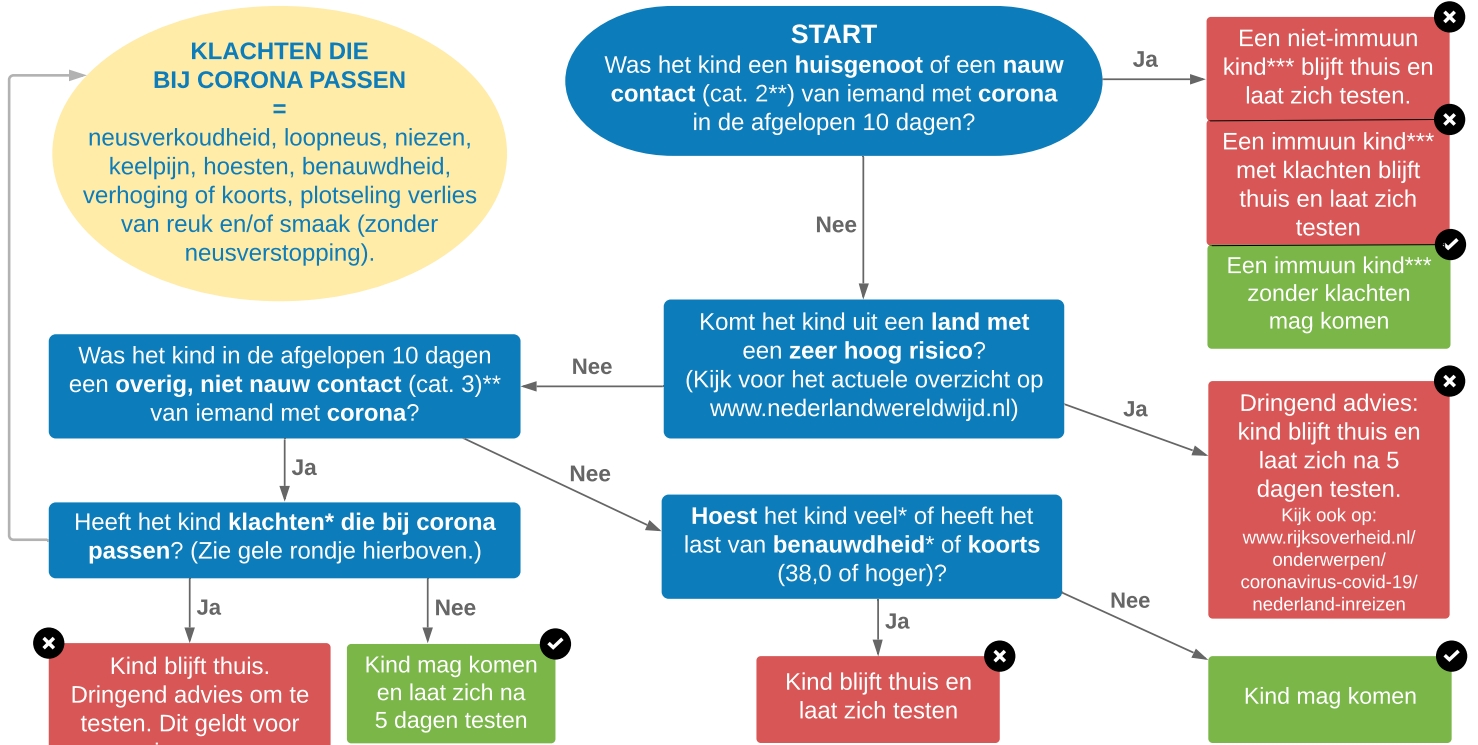 KLACHTEN DIE
BIJ CORONA PASSEN
=
neusverkoudheid, loopneus, niezen,
keelpijn, hoesten, benauwdheid,
verhoging of koorts, plotseling verlies
van reuk en/of smaak (zonder
neusverstopping).
START
Was het kind een huisgenoot of een nauw
contact (cat. 2**) van iemand met corona
in de afgelopen 10 dagen?
Ja
Een niet-immuun
kind*** blijft thuis en
laat zich testen.
Een immuun kind***
met klachten blijft
thuis en laat zich
testen
Een immuun kind***
zonder klachten
mag komen
Nee
Komt het kind uit een land met
een zeer hoog risico?
(Kijk voor het actuele overzicht op
www.nederlandwereldwijd.nl)
Ja
Dringend advies:
kind blijft thuis en
laat zich na 5
dagen testen.
Kijk ook op:
www.rijksoverheid.nl/
onderwerpen/
coronavirus-covid-19/
nederland-inreizen
Nee
Was het kind in de afgelopen 10 dagen
een overig, niet nauw contact (cat. 3)**
van iemand met corona?
Ja
Nee
Heeft het kind klachten* die bij corona
passen? (Zie gele rondje hierboven.)
Hoest het kind veel* of heeft het
last van benauwdheid* of koorts
(38,0 of hoger)?
Ja
Nee
Ja
Nee
Kind blijft thuis.
Dringend advies om te
testen. Dit geldt voor
Kind mag komen
en laat zich na
5 dagen testen
Kind blijft thuis en
laat zich testen
Kind mag komen